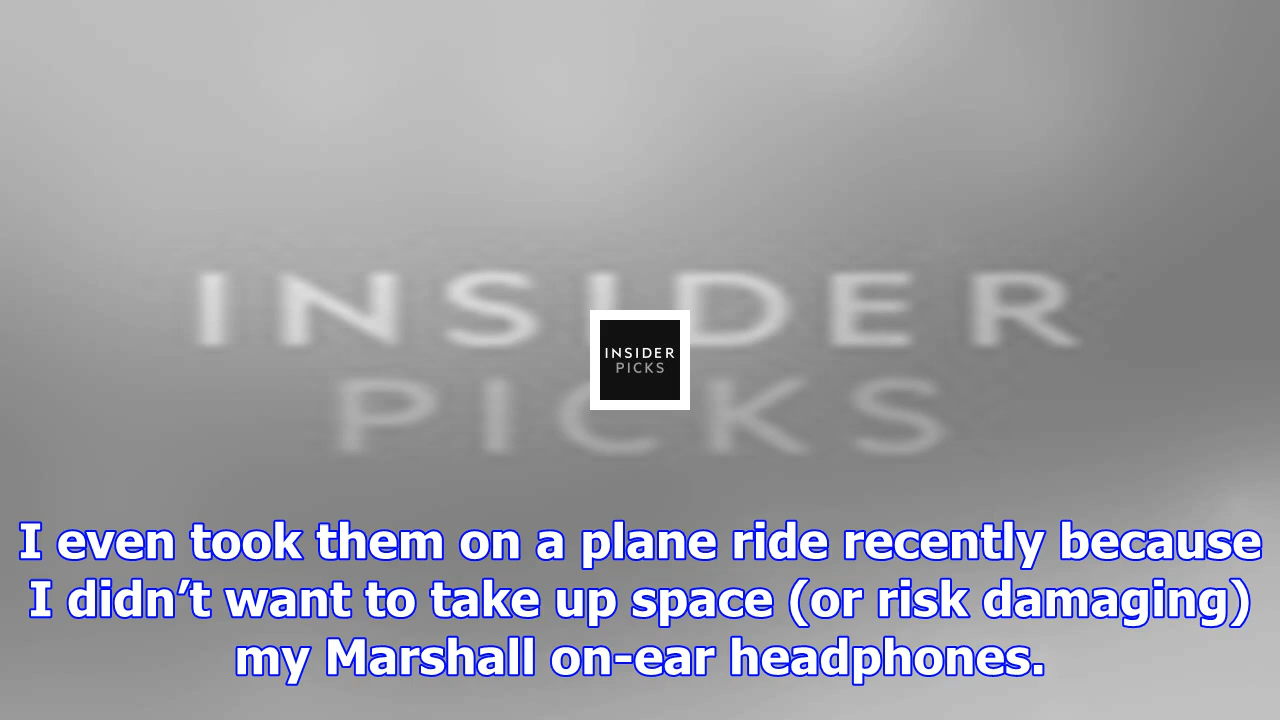 INSIDER
PICKS
INSIDER
PICKS
I even took them on a plane ride recently because
I didn’t want to take up space (or risk damaging)
my Marshall on-ear headphones.